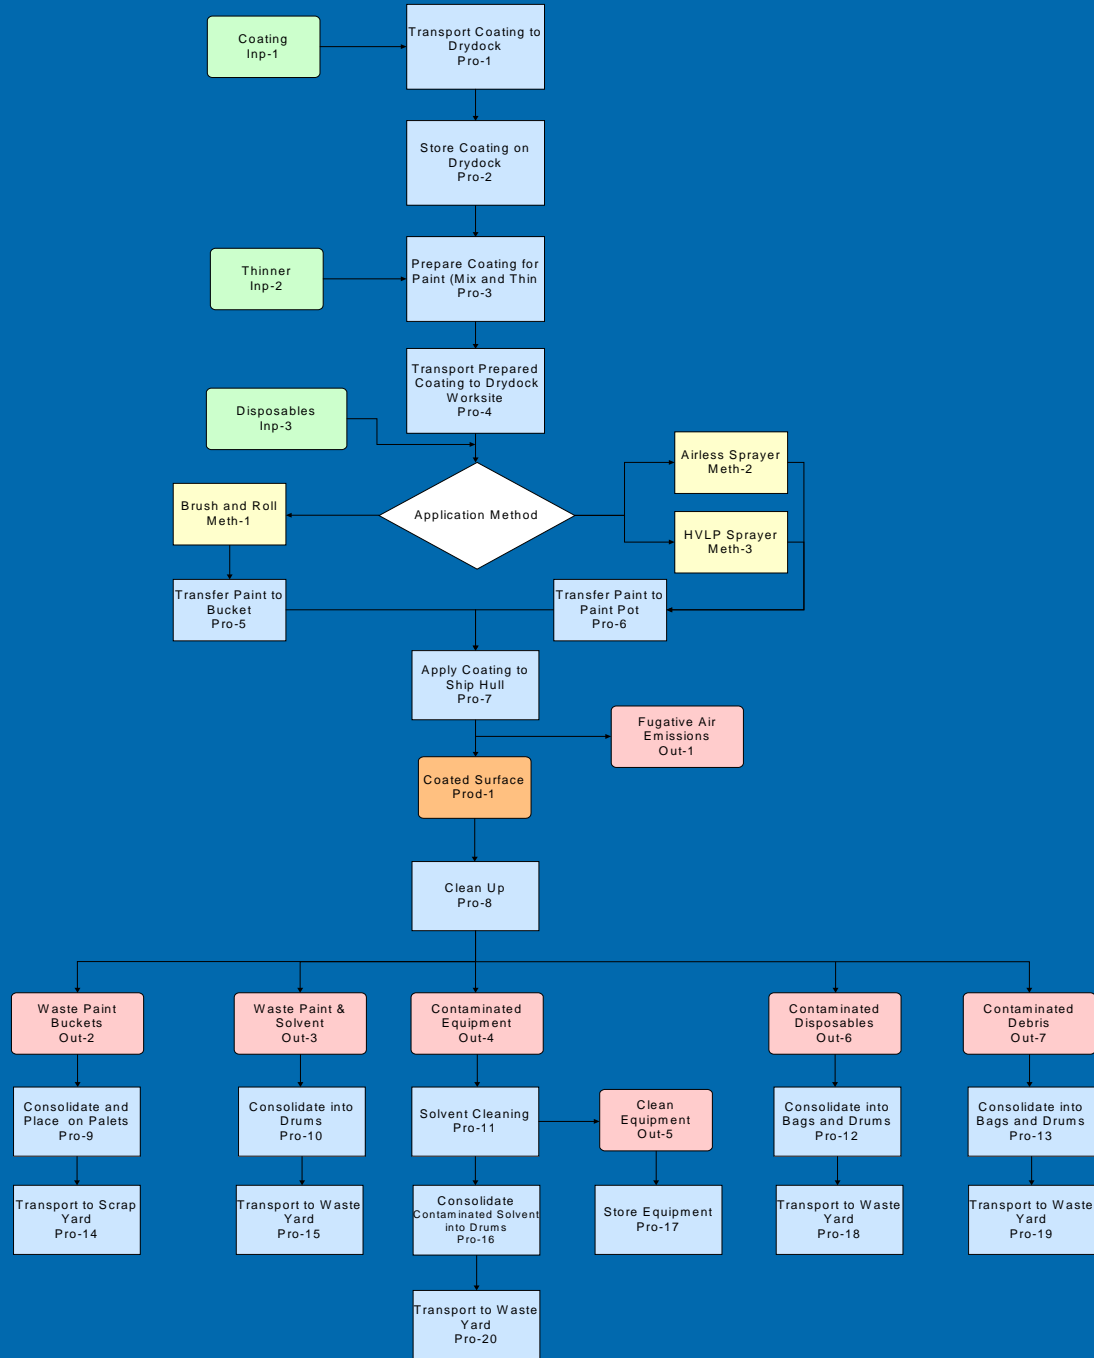 Coating
Inp-1
Transport Coating to
Drydock
Pro-1
Store Coating on
Drydock
Pro-2
Thinner
Inp-2
Prepare Coating for
Paint (Mix and Thin
Pro-3
Transport Prepared
Coating to Drydock
Worksite
Pro-4
Disposables
Inp-3
Application Method
Airless Sprayer
Meth-2
Brush and Roll
Meth-1
HVLP Sprayer
Meth-3
Transfer Paint to
Bucket
Pro-5
Transfer Paint to
Paint Pot
Pro-6
Apply Coating to
Ship Hull
Pro-7
Fugative Air
Emissions
Out-1
Coated Surface
Prod-1
Clean Up
Pro-8
Waste Paint
Buckets
Out-2
Waste Paint &
Solvent
Out-3
Contaminated
Equipment
Out-4
Contaminated
Disposables
Out-6
Contaminated
Debris
Out-7
Consolidate and
Place on Palets
Pro-9
Consolidate into
Drums
Pro-10
Solvent Cleaning
Pro-11
Clean
Equipment
Out-5
Consolidate into
Bags and Drums
Pro-12
Consolidate into
Bags and Drums
Pro-13
Transport to Scrap
Yard
Pro-14
Transport to Waste
Yard
Pro-15
Consolidate
Contaminated Solvent
into Drums
Pro-16
Store Equipment
Pro-17
Transport to Waste
Yard
Pro-18
Transport to Waste
Yard
Pro-19
Transport to Waste
Yard
Pro-20